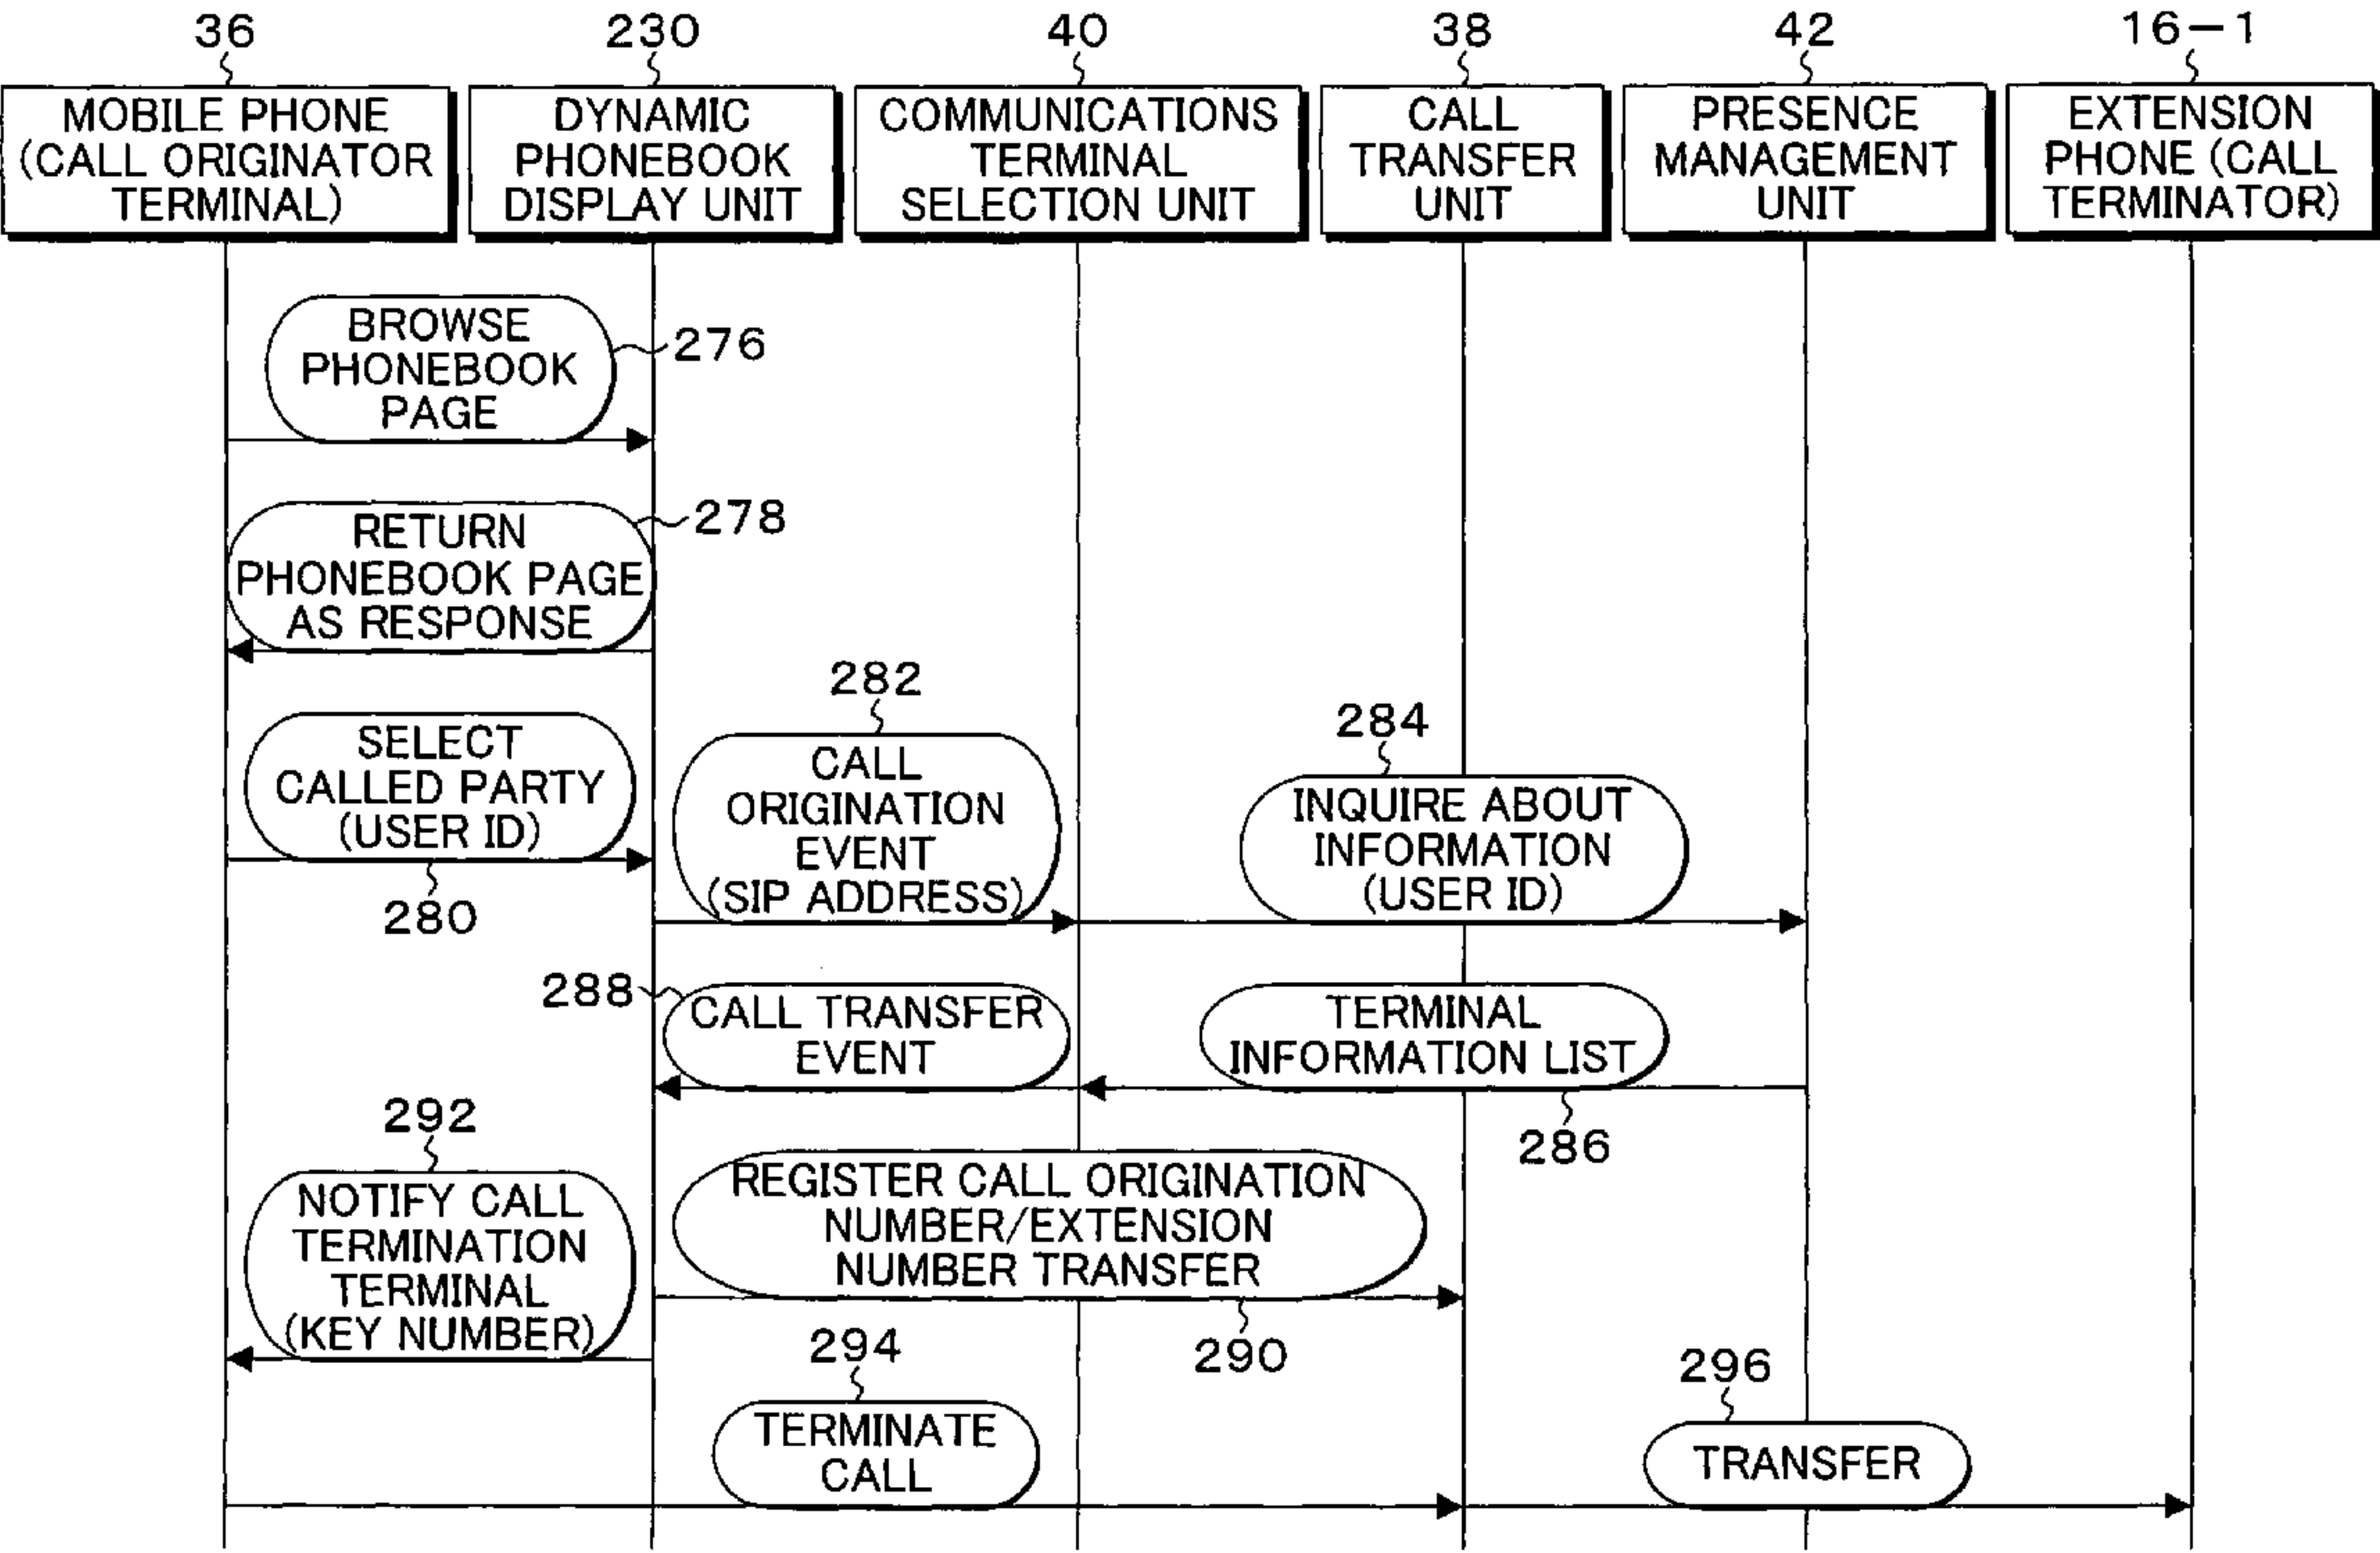 36
230
40
38
42
16-1
MOBILE PHONE
(CALL ORIGINATOR
TERMINAL)
DYNAMIC
PHONEBOOK
DISPLAY UNIT
COMMUNICATIONS
TERMINAL
SELECTION UNIT
CALL
TRANSFER
UNIT
PRESENCE
MANAGEMENT
UNIT
EXTENSION
PHONE (CALL
TERMINATOR)
BROWSE
PHONEBOOK
PAGE
276
RETURN
PHONEBOOK PAGE
AS RESPONSE
278
SELECT
CALLED PARTY
(USER ID)
280
282
CALL
ORIGINATION
EVENT
(SIP ADDRESS)
284
INQUIRE ABOUT
INFORMATION
(USER ID)
288
CALL TRANSFER
EVENT
TERMINAL
INFORMATION LIST
286
292
NOTIFY CALL
TERMINATION
TERMINAL
(KEY NUMBER)
REGISTER CALL ORIGINATION
NUMBER/EXTENSION
NUMBER TRANSFER
290
294
TERMINATE
CALL
296
TRANSFER